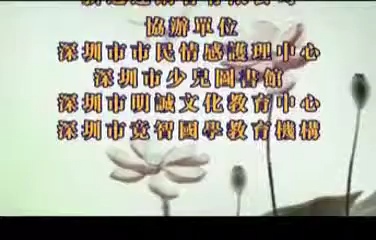 協辦單位
深圳市市民情感護理中心
深圳市少兒圖書館
深圳市明誠文化教育中心
深圳市竞智國學教育機構